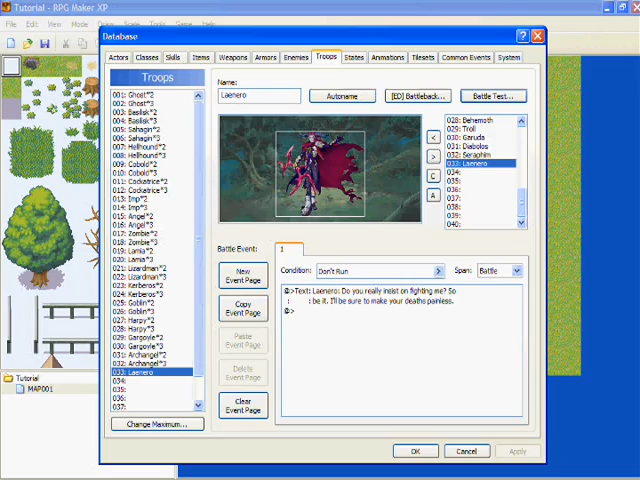 Tutorial - RPG Maker XP
File Edit View Mode Draw Scale Tools Game Help
Database
Actors Classes Skills Items Weapons Armors Enemies Troops States Animations Tilesets Common Events System
Troops
001: Ghost*2
002: Ghost*3
003: Basilisk*2
004: Basilisk*3
005: Sahagin*2
006: Sahagin*3
007: Hellhound*2
008: Hellhound*3
009: Cobold*2
010: Cobold*3
011: Cockatrice*2
012: Cockatrice*3
013: Imp*2
014: Imp*3
015: Angel*2
016: Angel*3
017: Zombie*2
018: Zombie*3
019: Lamia*2
020: Lamia*3
021: Lizardman*2
022: Lizardman*3
023: Kerberos*2
024: Kerberos*3
025: Goblin*2
026: Goblin*3
027: Harpy*2
028: Harpy*3
029: Gargoyle*2
030: Gargoyle*3
031: Archangel*2
032: Archangel*3
033: Laenero
034:
035:
036:
037:
Change Maximum...
Name:
Laenero
Autoname
[ED] Battleback...
Battle Test...
<
>
C
A
028: Behemoth
029: Troll
030: Garuda
031: Diabolos
032: Seraphim
033: Laenero
034:
035:
036:
037:
038:
039:
040:
Battle Event:
New
Event Page
Copy
Event Page
Paste
Event Page
Delete
Event Page
Clear
Event Page
1
Condition: Don't Run
Span: Battle
@>Text: Laenero: Do you really insist on fighting me? So
: : be it. I'll be sure to make your deaths painless.
@>
OK
Cancel
Apply
Tutorial
MAP001